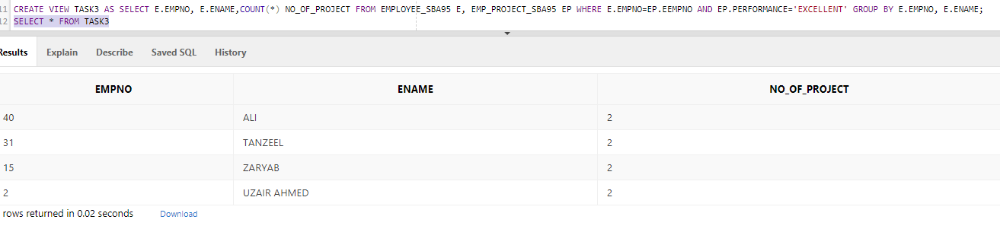 11 CREATE VIEW TASK3 AS SELECT E.EMPNO, E.ENAME,COUNT(*) NO_OF_PROJECT FROM EMPLOYEE_SBA95 E, EMP_PROJECT_SBA95 EP WHERE E.EMPNO=EP.EEMPNO AND EP.PERFORMANCE='EXCELLENT' GROUP BY E.EMPNO, E.ENAME;
12 SELECT * FROM TASK3
Results Explain Describe Saved SQL History
EMPNO ENAME NO_OF_PROJECT
40 ALI 2
31 TANZEEL 2
15 ZARYAB 2
2 UZAIR AHMED 2
rows returned in 0.02 seconds Download